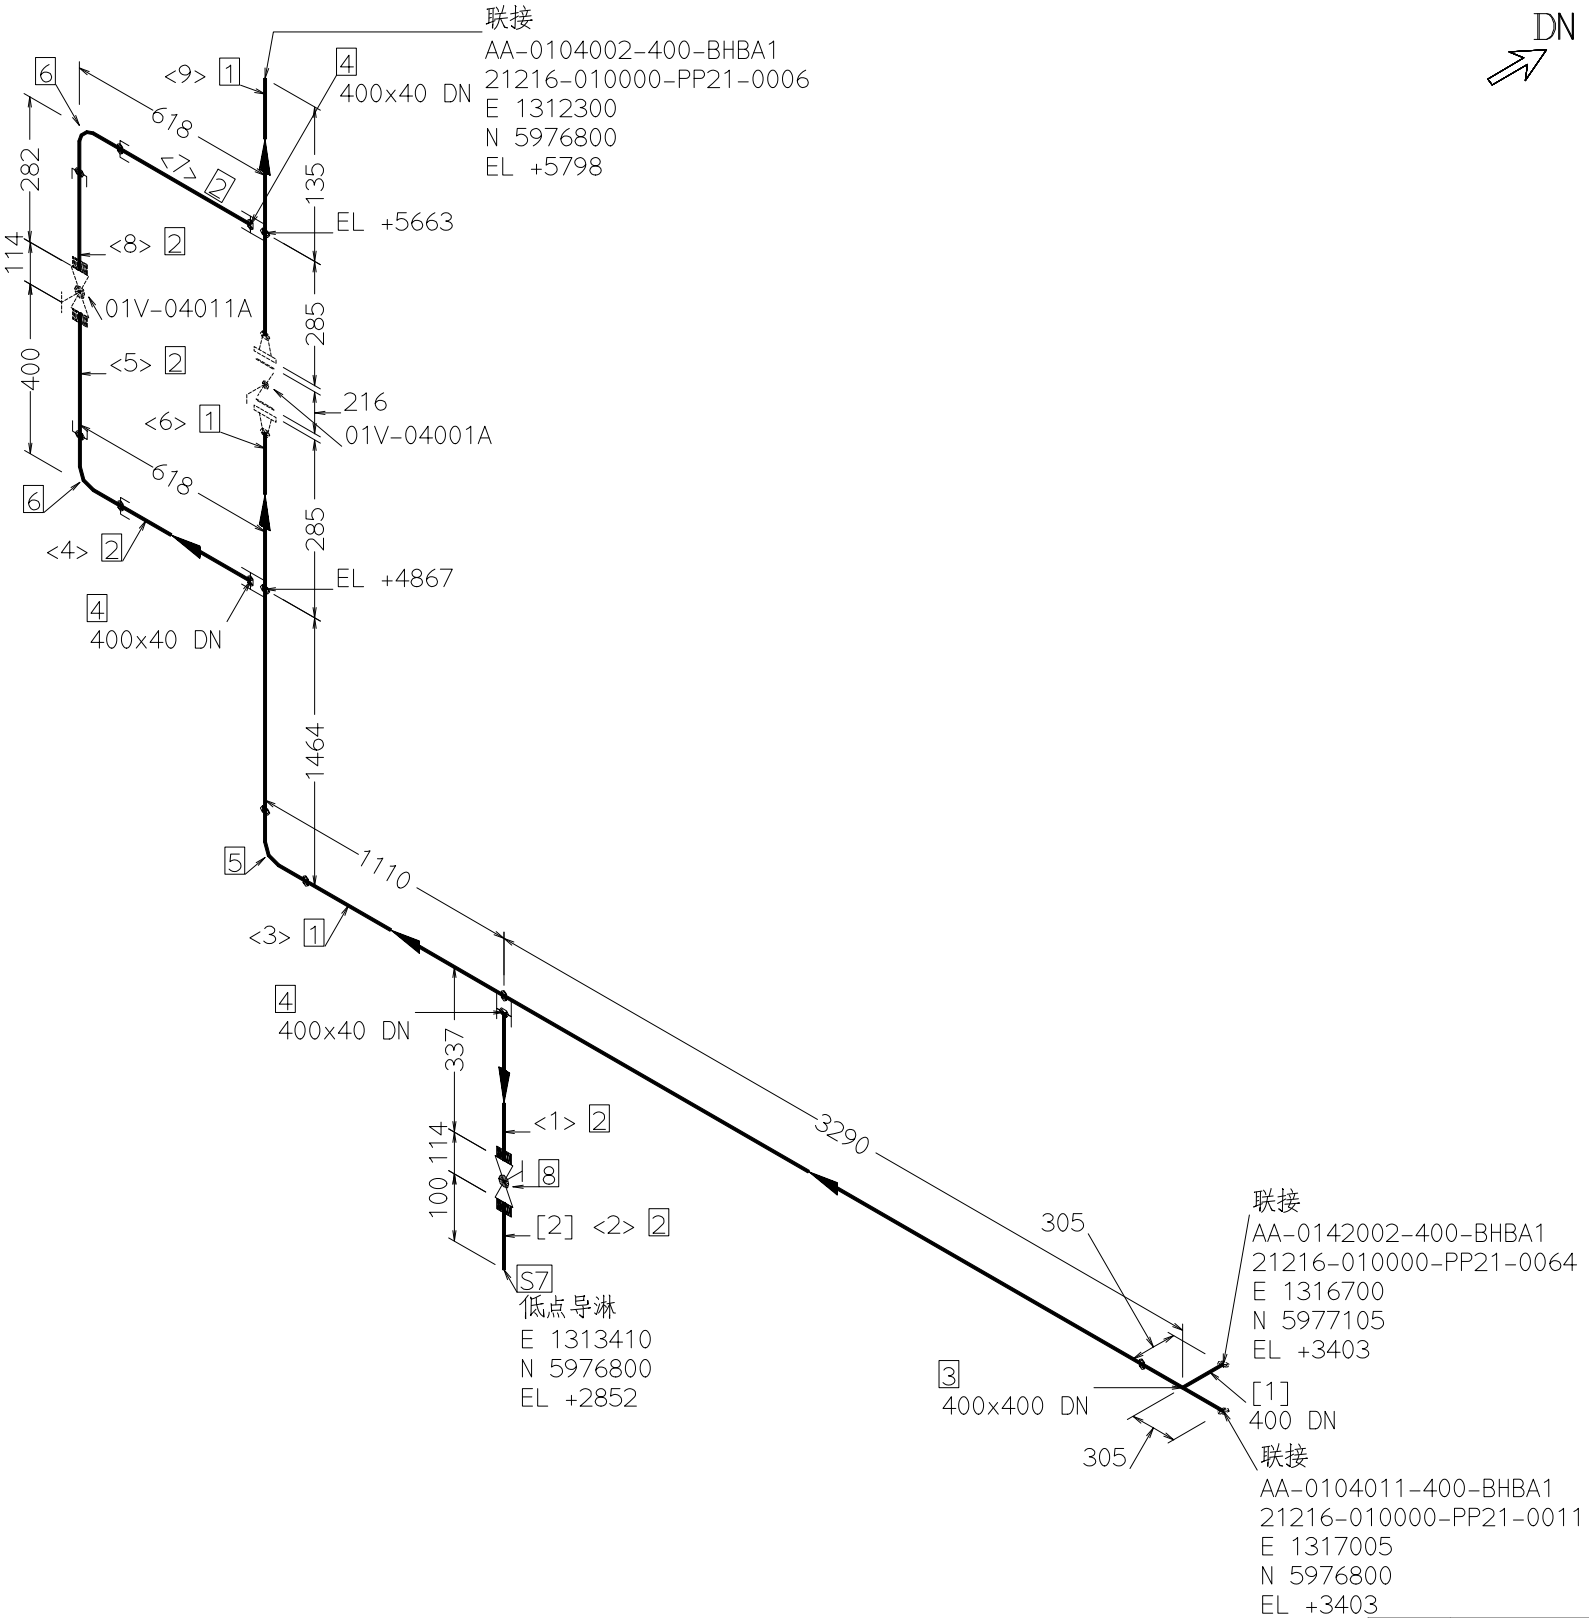 DN
联接
AA-0104002-400-BHBA1
21216-010000-PP21-0006
E 1312300
N 5976800
EL +5798
6
<9> 1
4
400x40 DN
618
282
<7> 2
135
EL +5663
114
<8> 2
01V-04011A
285
400
<5> 2
216
01V-04001A
<6> 1
618
6
285
<4> 2
EL +4867
4
400x40 DN
1464
5
1110
<3> 1
4
400x40 DN
337
3290
<1> 2
114
8
100
[2] <2> 2
S7
低点导淋
E 1313410
N 5976800
EL +2852
305
联接
AA-0142002-400-BHBA1
21216-010000-PP21-0064
E 1316700
N 5977105
EL +3403
3
400x400 DN
[1]
400 DN
305
联接
AA-0104011-400-BHBA1
21216-010000-PP21-0011
E 1317005
N 5976800
EL +3403